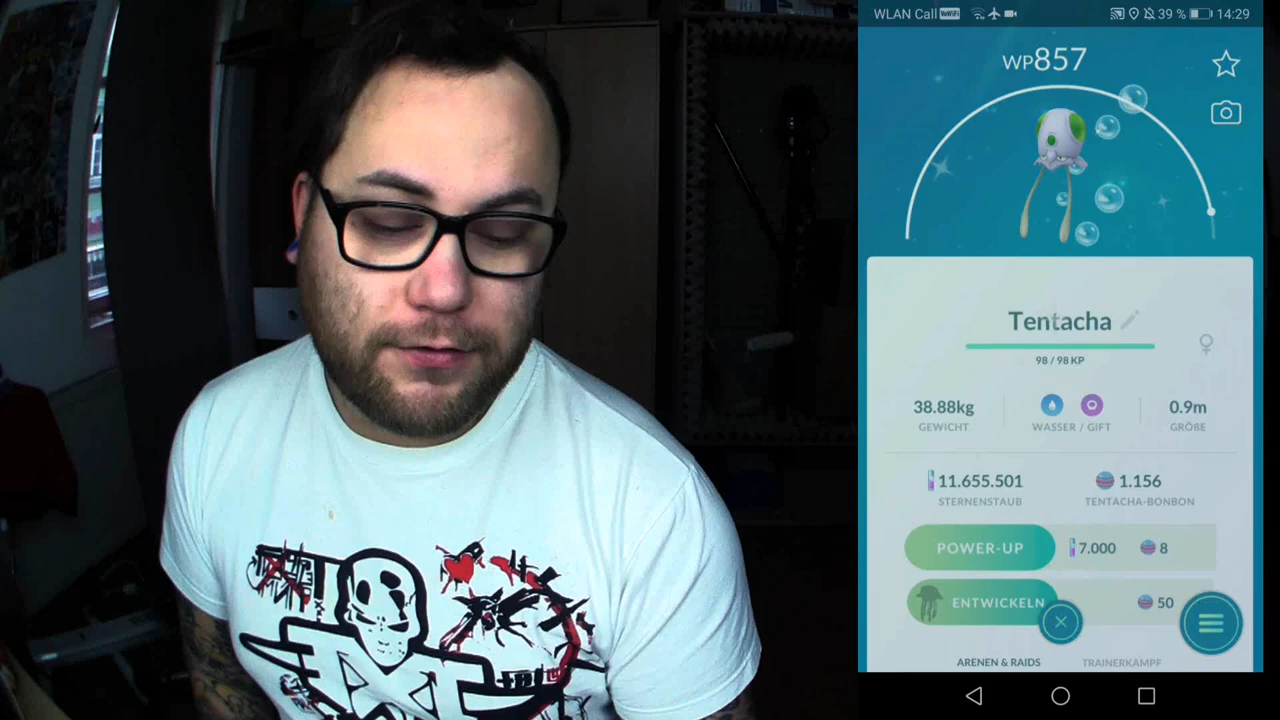 WLAN Call VoWiFi 39 % 14:29
WP857
Tentacha
98 / 98 KP
38.88kg 0.9m
GEWICHT WASSER / GIFT GRÖßE
11.655.501 1.156
STERNENSTAUB TENTACHA-BONBON
POWER-UP 7.000 8
ENTWICKELN 50
ARENEN & RAIDS TRAINERKAMPF